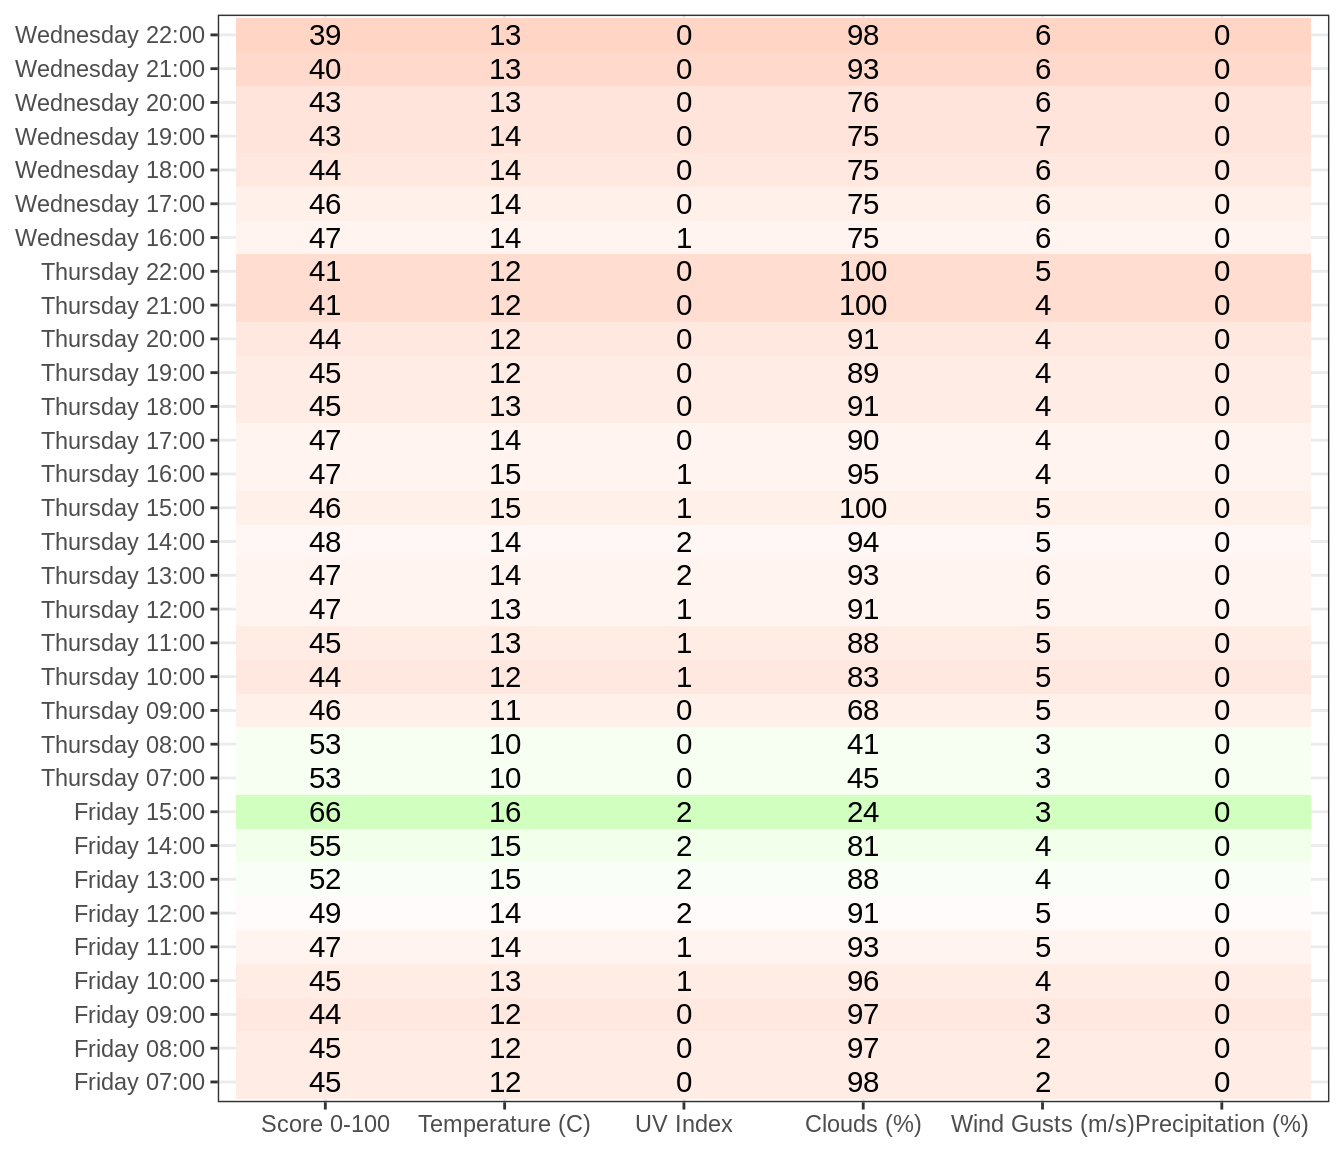 Wednesday 22:00 39 13 0 98 6 0
Wednesday 21:00 40 13 0 93 6 0
Wednesday 20:00 43 13 0 76 6 0
Wednesday 19:00 43 14 0 75 7 0
Wednesday 18:00 44 14 0 75 6 0
Wednesday 17:00 46 14 0 75 6 0
Wednesday 16:00 47 14 1 75 6 0
Thursday 22:00 41 12 0 100 5 0
Thursday 21:00 41 12 0 100 4 0
Thursday 20:00 44 12 0 91 4 0
Thursday 19:00 45 12 0 89 4 0
Thursday 18:00 45 13 0 91 4 0
Thursday 17:00 47 14 0 90 4 0
Thursday 16:00 47 15 1 95 4 0
Thursday 15:00 46 15 1 100 5 0
Thursday 14:00 48 14 2 94 5 0
Thursday 13:00 47 14 2 93 6 0
Thursday 12:00 47 13 1 91 5 0
Thursday 11:00 45 13 1 88 5 0
Thursday 10:00 44 12 1 83 5 0
Thursday 09:00 46 11 0 68 5 0
Thursday 08:00 53 10 0 41 3 0
Thursday 07:00 53 10 0 45 3 0
Friday 15:00 66 16 2 24 3 0
Friday 14:00 55 15 2 81 4 0
Friday 13:00 52 15 2 88 4 0
Friday 12:00 49 14 2 91 5 0
Friday 11:00 47 14 1 93 5 0
Friday 10:00 45 13 1 96 4 0
Friday 09:00 44 12 0 97 3 0
Friday 08:00 45 12 0 97 2 0
Friday 07:00 45 12 0 98 2 0
Score 0-100 Temperature (C) UV Index Clouds (%) Wind Gusts (m/s) Precipitation (%)